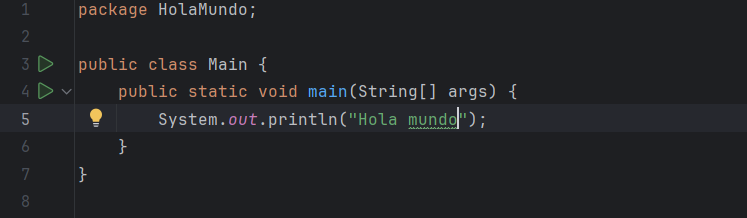 1 package HolaMundo;
2
3 public class Main {
4 public static void main(String[] args) {
5 System.out.println("Hola mundo");
6 }
7 }
8